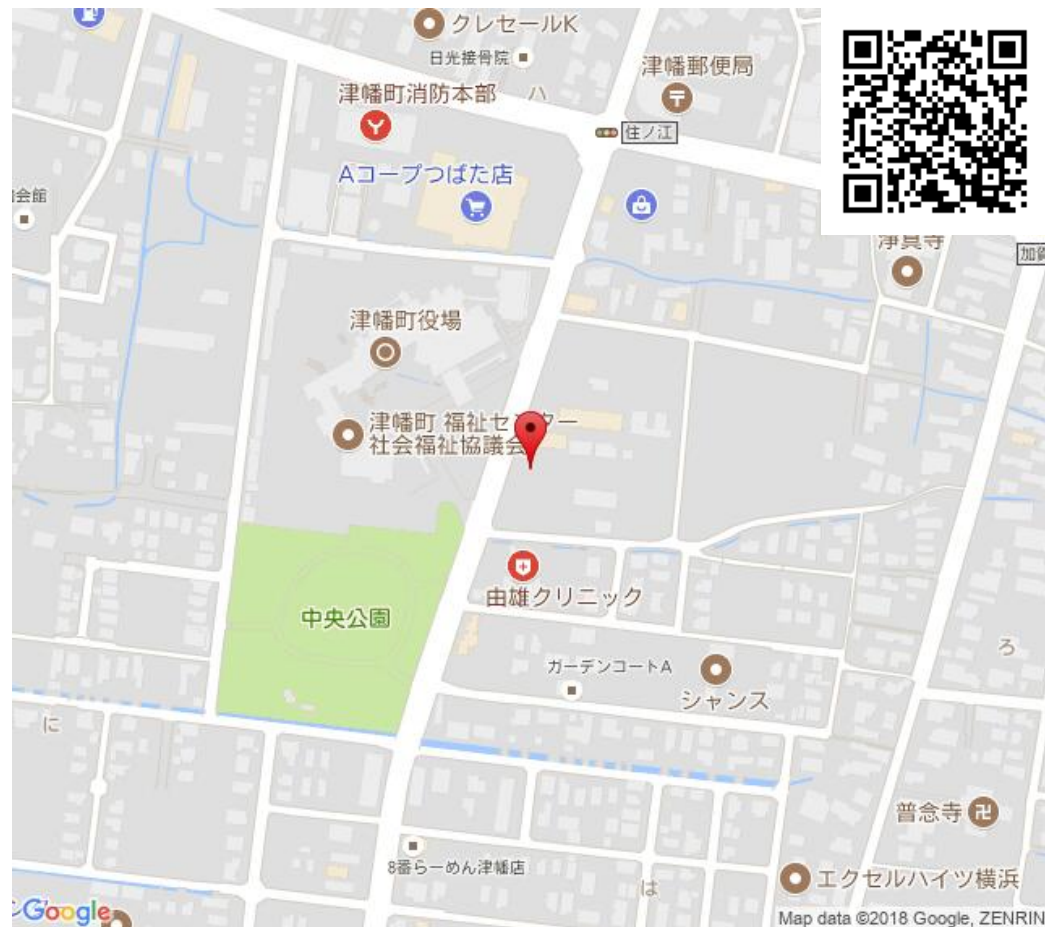 クレセールK
日光接骨院
津幡郵便局
津幡町消防本部
ハ
住ノ江
Aコープつばた店
会館
浄真寺
加賀
津幡町役場
津幡町 福祉センター
社会福祉協議会
由雄クリニック
中央公園
ガーデンコートA
シャンス
ろ
に
普念寺
8番らーめん津幡店
は
エクセルハイツ横浜
Google
Map data ©2018 Google, ZENRIN